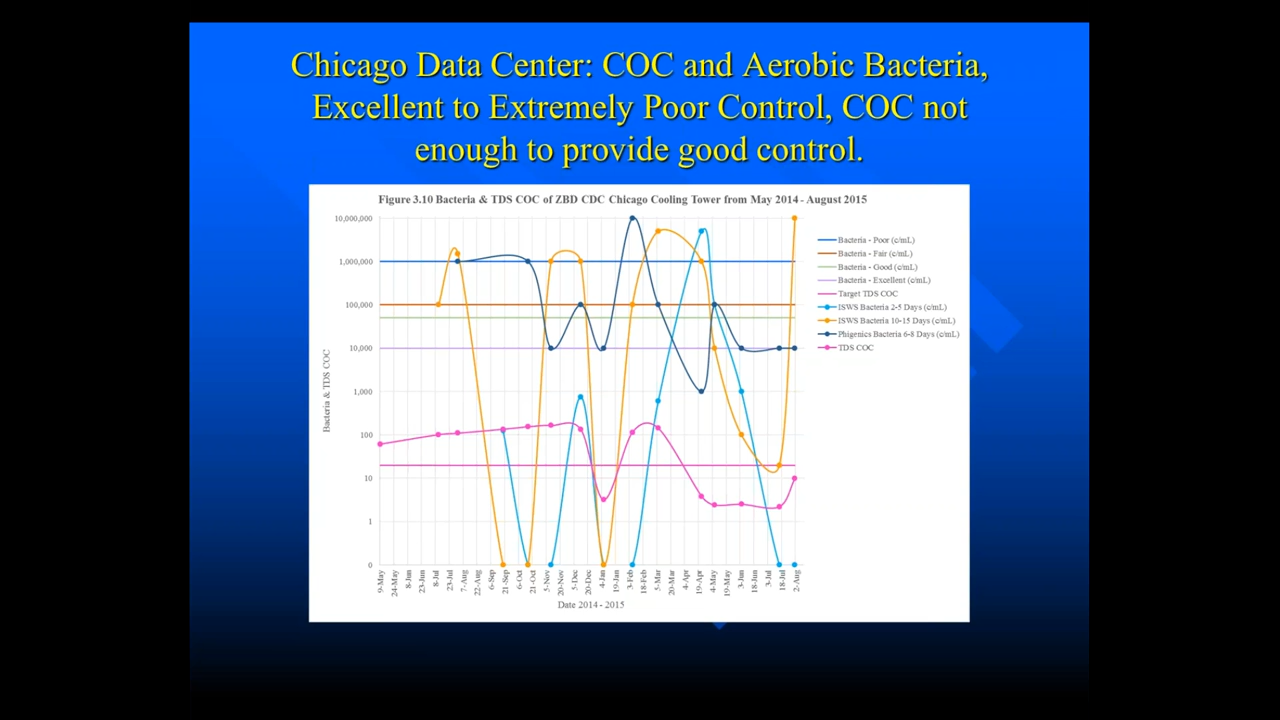 Chicago Data Center: COC and Aerobic Bacteria,
Excellent to Extremely Poor Control, COC not
enough to provide good control.
Figure 3.10 Bacteria & TDS COC of ZBD CDC Chicago Cooling Tower from May 2014 - August 2015
10,000,000
1,000,000
100,000
10,000
1,000
100
10
1
0
Bacteria & TDS COC
9-May
24-May
8-Jun
23-Jun
8-Jul
23-Jul
7-Aug
22-Aug
6-Sep
21-Sep
6-Oct
21-Oct
5-Nov
20-Nov
5-Dec
20-Dec
4-Jan
19-Jan
3-Feb
18-Feb
5-Mar
20-Mar
4-Apr
19-Apr
4-May
19-May
3-Jun
18-Jun
3-Jul
18-Jul
2-Aug
Date 2014 - 2015
Bacteria - Poor (c/mL)
Bacteria - Fair (c/mL)
Bacteria - Good (c/mL)
Bacteria - Excellent (c/mL)
Target TDS COC
ISWS Bacteria 2-5 Days (c/mL)
ISWS Bacteria 10-15 Days (c/mL)
Phigenics Bacteria 6-8 Days (c/mL)
TDS COC